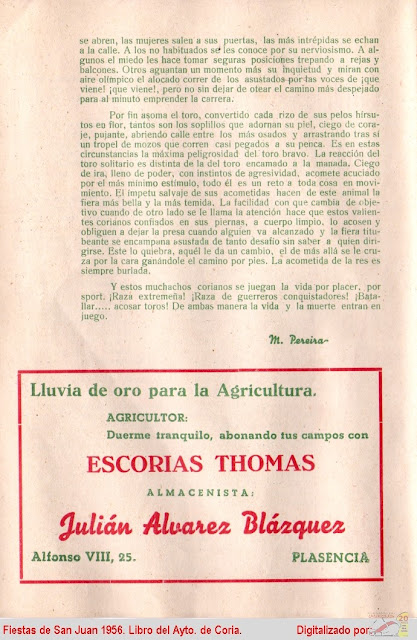 se abren, las mujeres salen a sus puertas, las más intrépidas se echan
a la calle. A los no habituados se les conoce por su nerviosismo. A al-
gunos el miedo les hace tomar seguras posiciones trepando a rejas y
balcones. Otros aguantan un momento más su inquietud y miran con
aire olímpico el alocado correr de los asustados por las voces de ¡que
viene! ¡que viene!, pero no sin dejar de otear el camino más despejado
para al minuto emprender la carrera.
Por fin asoma el toro, convertido cada rizo de sus pelos hirsu-
tos en flor, tantos son los soplillos que adornan su piel, ciego de cora-
je, pujante, abriendo calle entre los más osados y arrastrando tras sí
un tropel de mozos que corren casi pegados a su penca. Es en estas
circunstancias la máxima peligrosidad del toro bravo. La reacción del
toro solitario es distinta de la del toro encamado a la manada. Ciego
de ira, lleno de poder, con instintos de agresividad, acomete acuciado
por el más mínimo estímulo, todo él es un reto a toda cosa en movi-
miento. El ímpetu salvaje de sus acometidas hacen de este animal la
fiera más bella y la más temida. La facilidad con que cambia de obje-
tivo cuando de otro lado se le llama la atención hace que estos valien-
tes corianos confiados en sus piernas, a cuerpo limpio, lo acosen y
obliguen a dejar la presa cuando alguien va alcanzado y la fiera titu-
beante se encampana asustada de tanto desafío sin saber a quien diri-
girse. Este lo quiebra, aquél le da un cambio, el de más allá se le cru-
za por la cara ganándole el camino por pies. La acometida de la res es
siempre burlada.
Y estos muchachos corianos se juegan la vida por placer, por
sport. ¡Raza extremeña! ¡Raza de guerreros conquistadores! ¡Bata-
llar..... acosar toros! De ambas manera la vida y la muerte entran en
juego.
M. Pereira
Lluvia de oro para la Agricultura.
AGRICULTOR:
Duerme tranquilo, abonando tus campos con
ESCORIAS THOMAS
ALMACENISTA:
Julián Alvarez Blázquez
Alfonso VIII, 25. PLASENCIA
Fiestas de San Juan 1956. Libro del Ayto. de Coria. Digitalizado por: